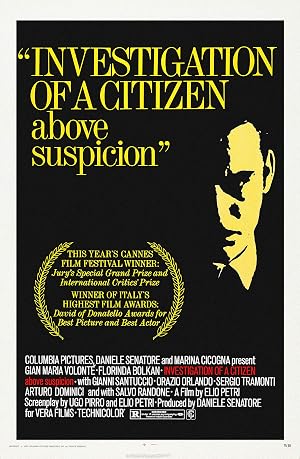 “INVESTIGATION
OF A CITIZEN
above
suspicion”
THIS YEAR'S CANNES
FILM FESTIVAL WINNER:
Jury's Special Grand Prize and
International Critics' Prize
WINNER OF ITALY'S
HIGHEST FILM AWARDS:
David of Donatello Awards for
Best Picture and Best Actor
COLUMBIA PICTURES, DANIELE SENATORE and MARINA CICOGNA present
GIAN MARIA VOLONTÉ • FLORINDA BOLKAN • INVESTIGATION OF A CITIZEN
above suspicion • with GIANNI SANTUCCIO • ORAZIO ORLANDO • SERGIO TRAMONTI
ARTURO DOMINICI • and with SALVO RANDONE • A Film by ELIO PETRI
Screenplay by UGO PIRRO and ELIO PETRI • Produced by DANIELE SENATORE
for VERA FILMS • TECHNICOLOR
R